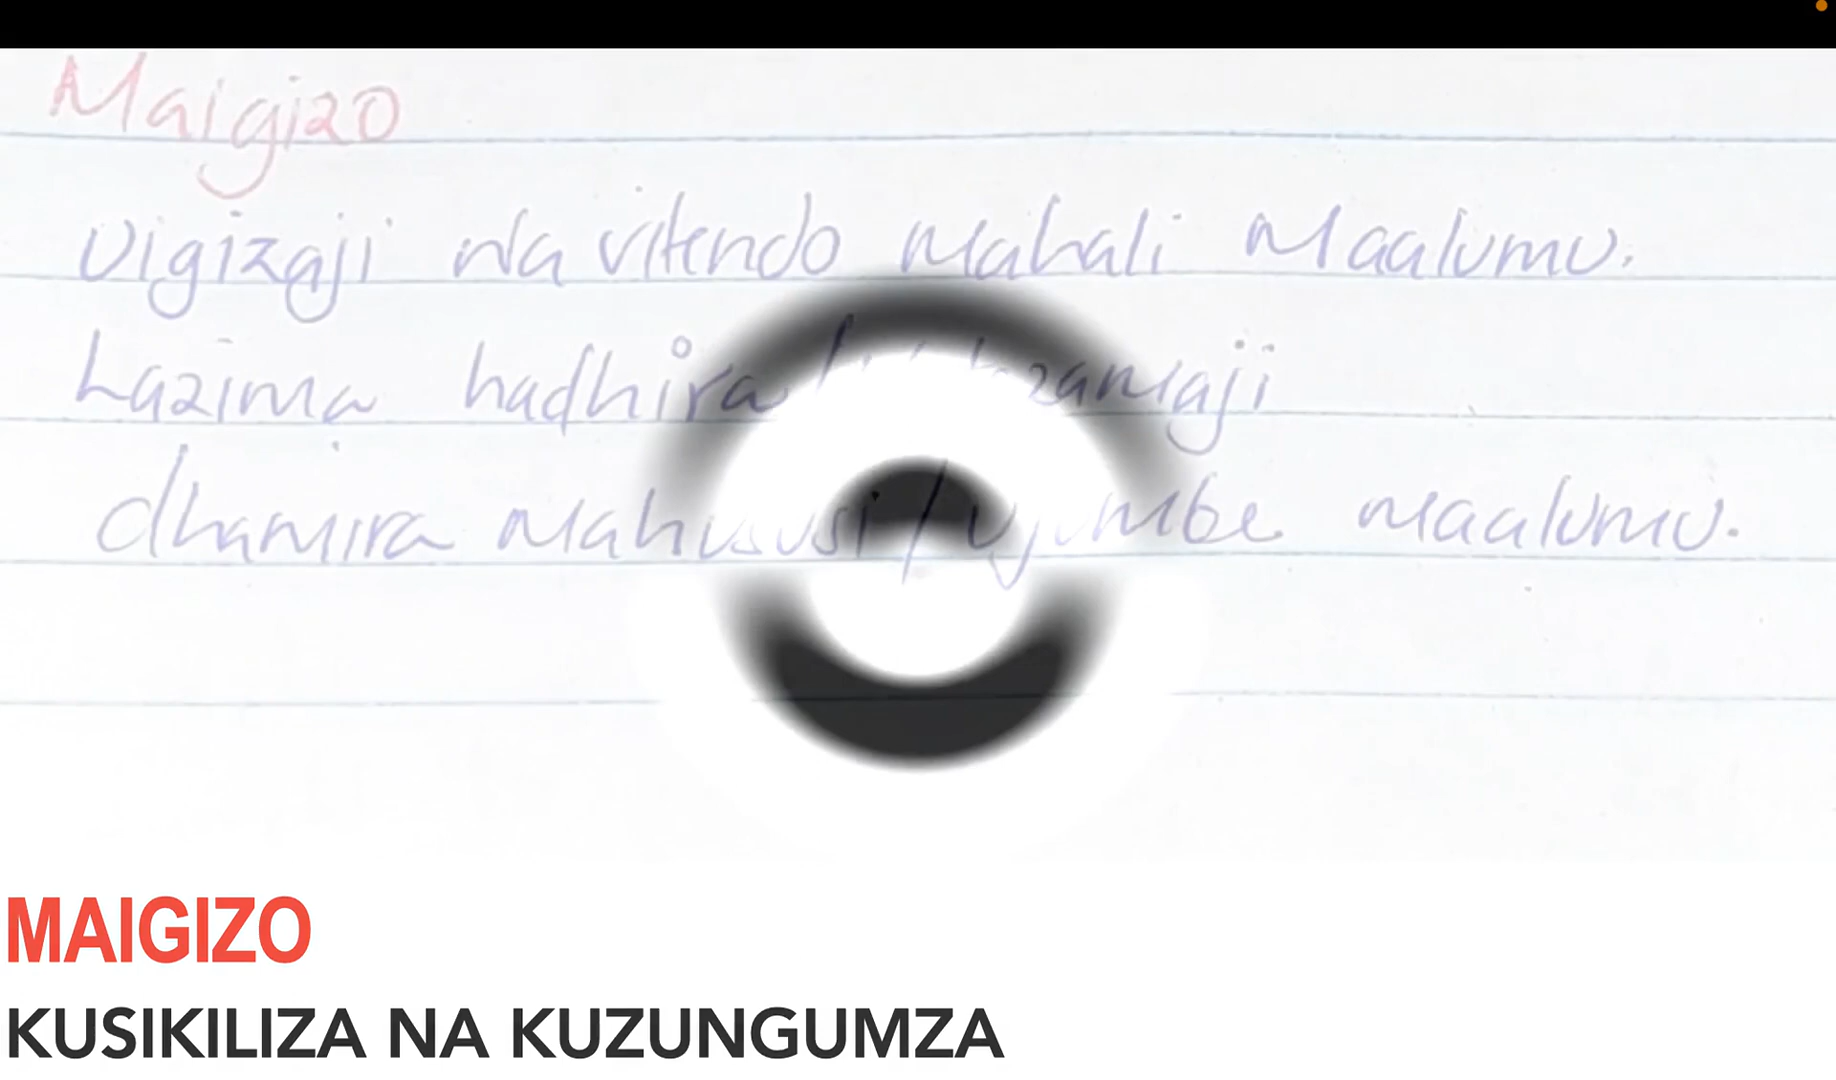 Maigizo
Uigizaji wa vitendo mahali Maalumu.
Lazima hadhira
dhamira Mahususi / ujumbe maalumu.
MAIGIZO
KUSIKILIZA NA KUZUNGUMZA